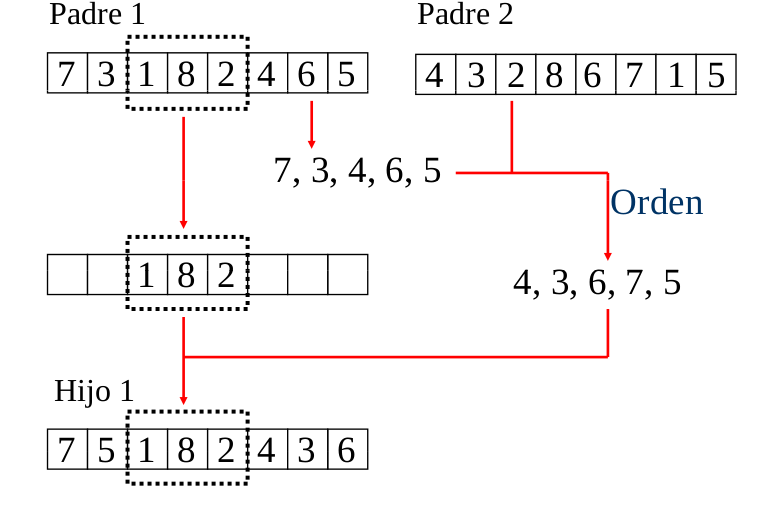 Padre 1
Padre 2
7 3 1 8 2 4 6 5
4 3 2 8 6 7 1 5
7, 3, 4, 6, 5
Orden
1 8 2
4, 3, 6, 7, 5
Hijo 1
7 5 1 8 2 4 3 6